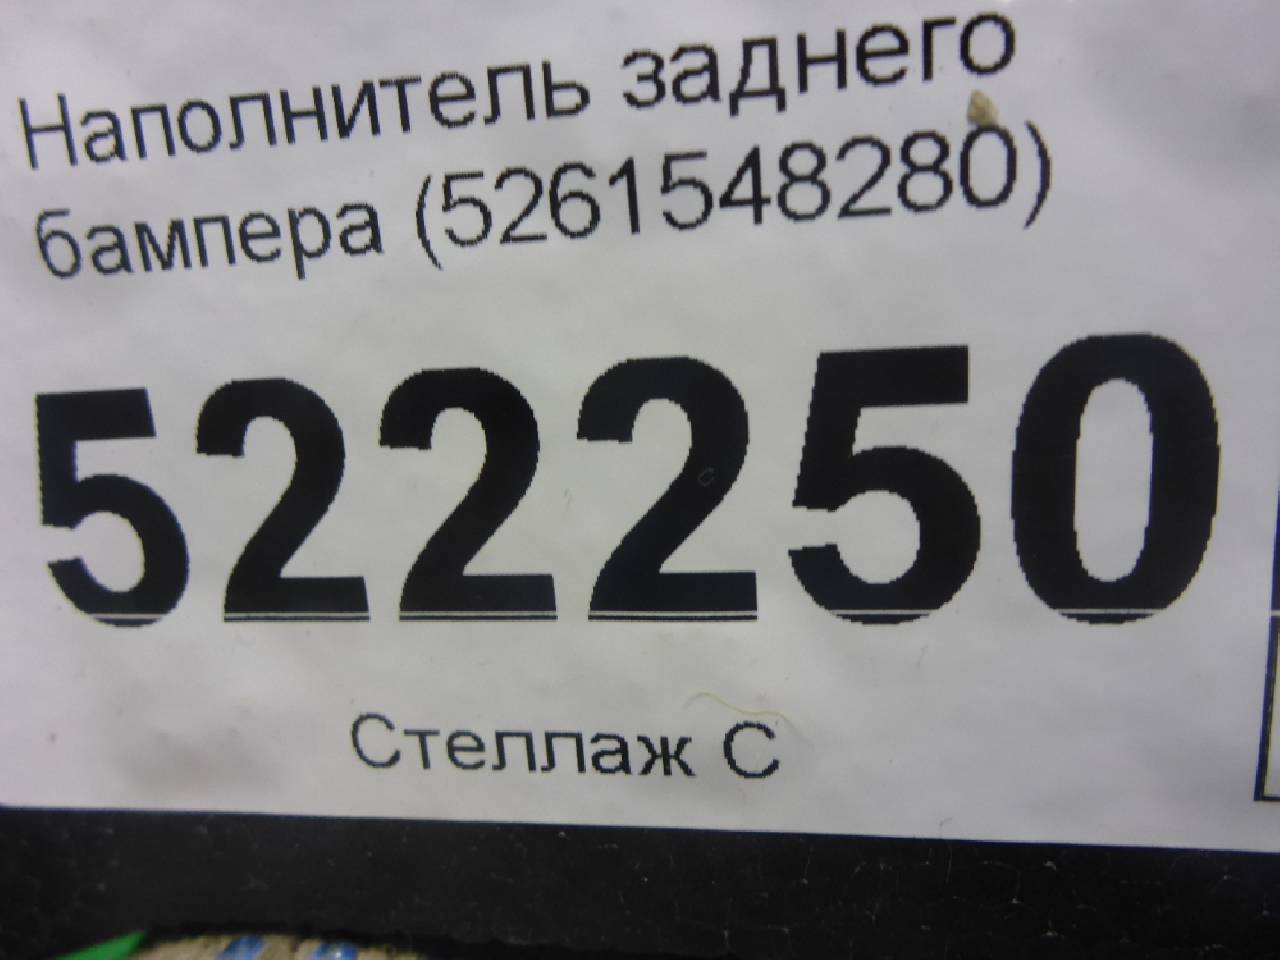 Наполнитель заднего
бампера (5261548280)
522250
Стеллаж С